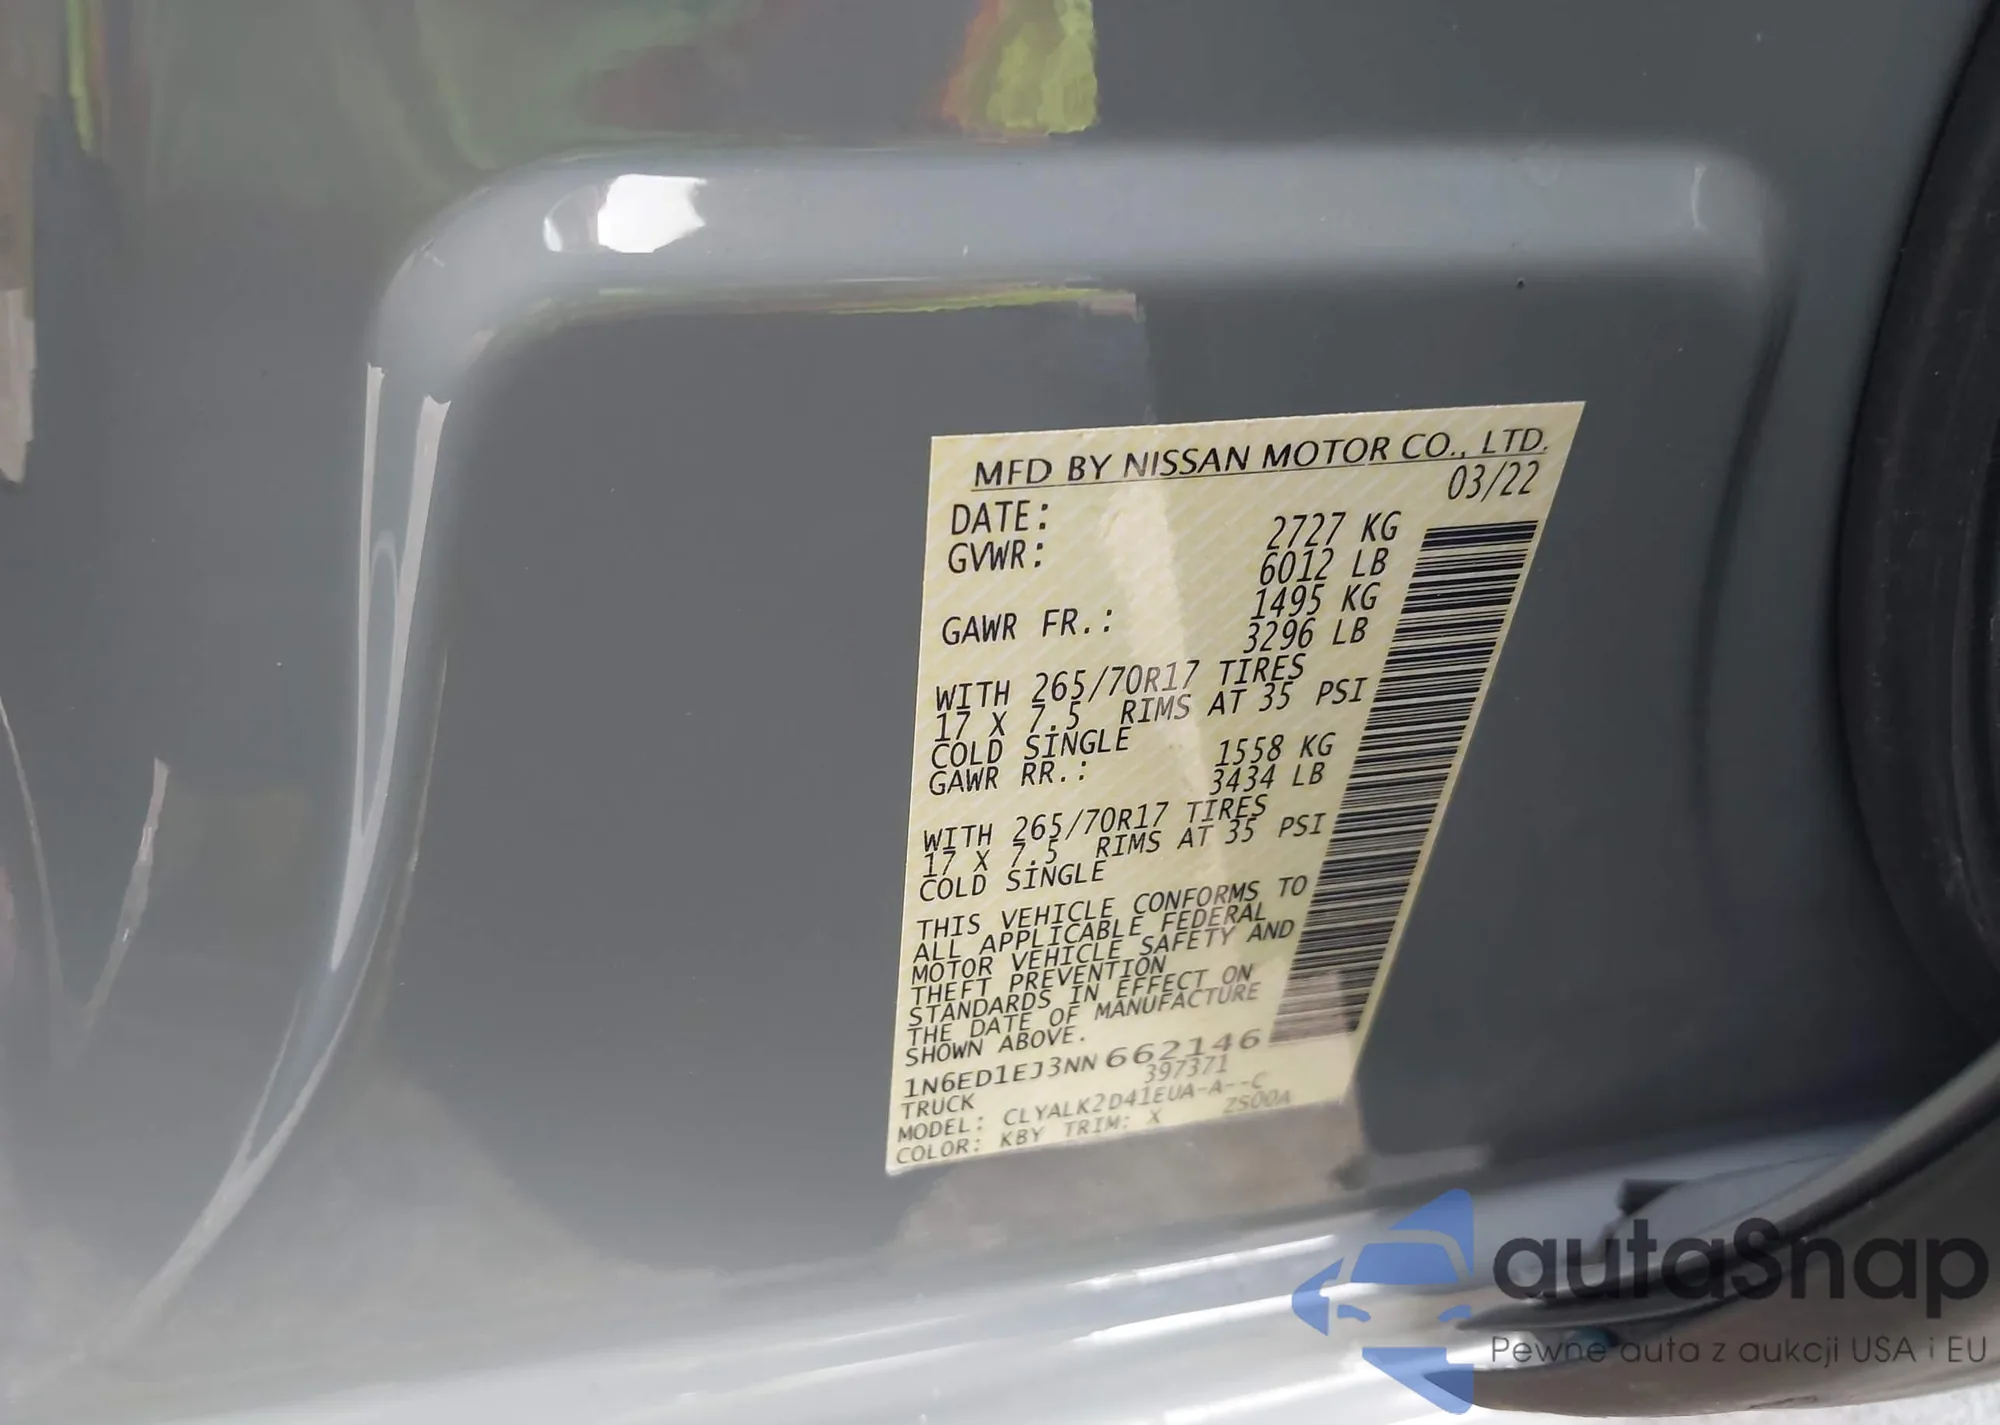 MFD BY NISSAN MOTOR CO., LTD.
DATE: 03/22
GVWR: 2727 KG
6012 LB
GAWR FR.: 1495 KG
3296 LB
WITH 265/70R17 TIRES
17 X 7.5 RIMS AT 35 PSI
COLD SINGLE
GAWR RR.: 1558 KG
3434 LB
WITH 265/70R17 TIRES
17 X 7.5 RIMS AT 35 PSI
COLD SINGLE
THIS VEHICLE CONFORMS TO
ALL APPLICABLE FEDERAL
MOTOR VEHICLE SAFETY AND
THEFT PREVENTION
STANDARDS IN EFFECT ON
THE DATE OF MANUFACTURE
SHOWN ABOVE.
1N6ED1EJ3NN662146
TRUCK 397371
MODEL: CLYALK2D41EUA-A--C
COLOR: KBY TRIM: X ZS00A
autaSnap
Pewne auta z aukcji USA i EU